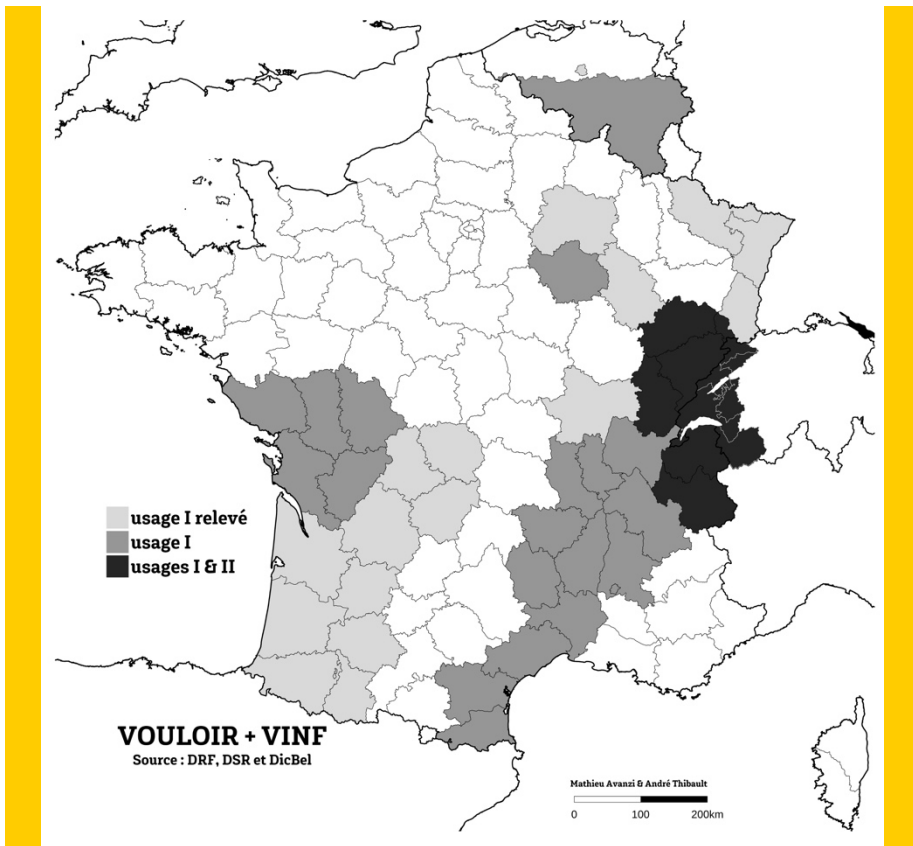 usage I relevé
usage I
usages I & II
VOULOIR + VINF
Source : DRF, DSR et DicBel
Mathieu Avanzi & André Thibault
0 100 200km